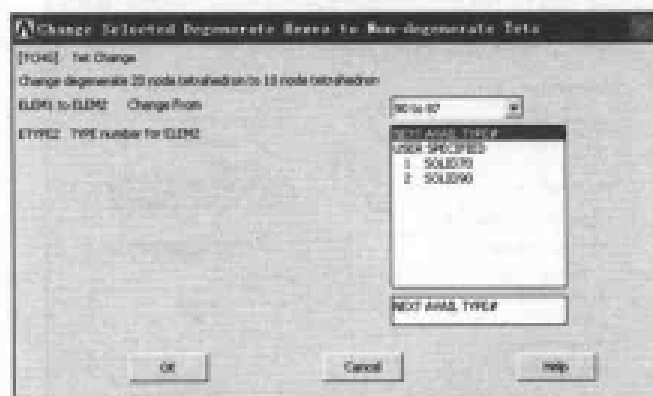 Change Selected Degenerate Hexes to Non-degenerate Tets
[TCHG] Tet Change
Change degenerate 20 node tetrahedron to 10 node tetrahedron
ELEM1 to ELEM2 Change From
90 to 87
ETYPE2 TYPE number for ELEM2
NEXT AVAIL TYPE#
USER SPECIFIED
1 SOLID70
2 SOLID90
NEXT AVAIL TYPE#
OK
Cancel
Help